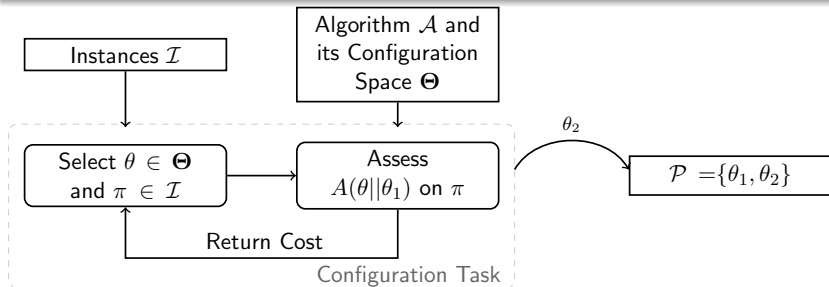 Algorithm 𝒜 and
its Configuration
Space Θ
Instances ℐ
Select θ ∈ Θ
and π ∈ ℐ
Assess
A(θ||θ₁) on π
θ₂
𝒫 ={θ₁, θ₂}
Return Cost
Configuration Task